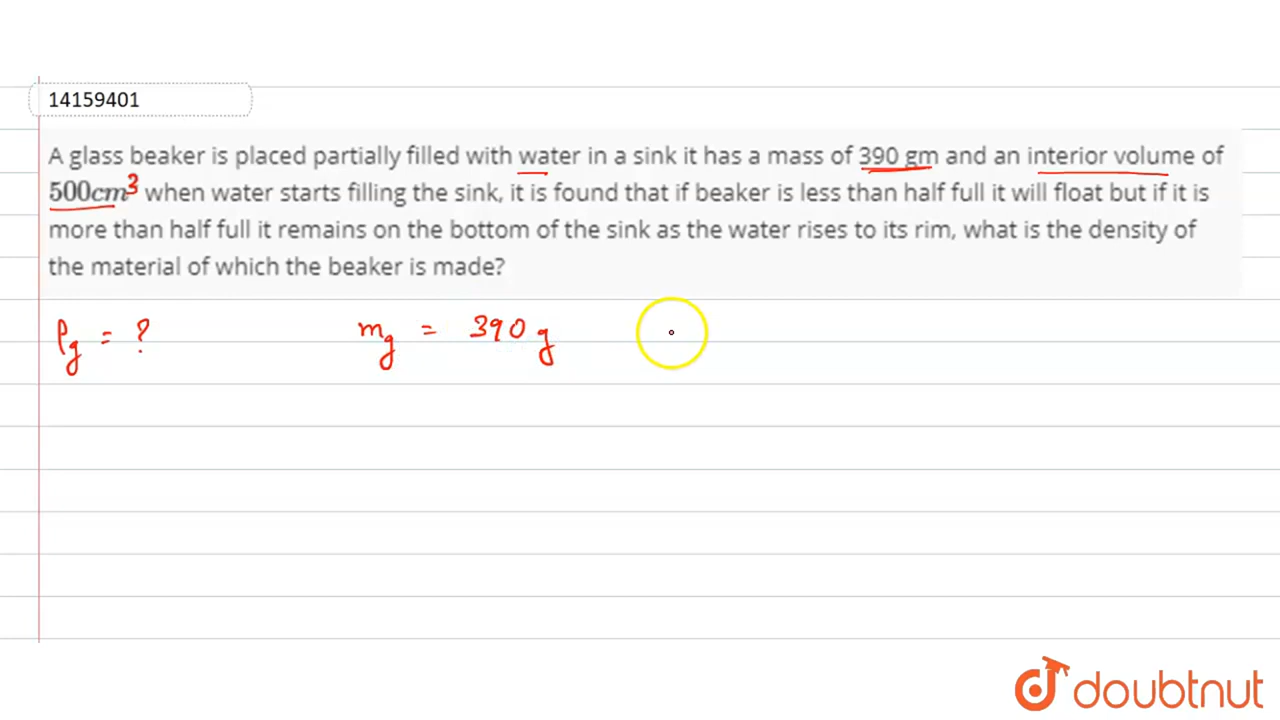 14159401
A glass beaker is placed partially filled with water in a sink it has a mass of 390 gm and an interior volume of
500cm³ when water starts filling the sink, it is found that if beaker is less than half full it will float but if it is
more than half full it remains on the bottom of the sink as the water rises to its rim, what is the density of
the material of which the beaker is made?
ρg = ? mg = 390 g
doubtnut